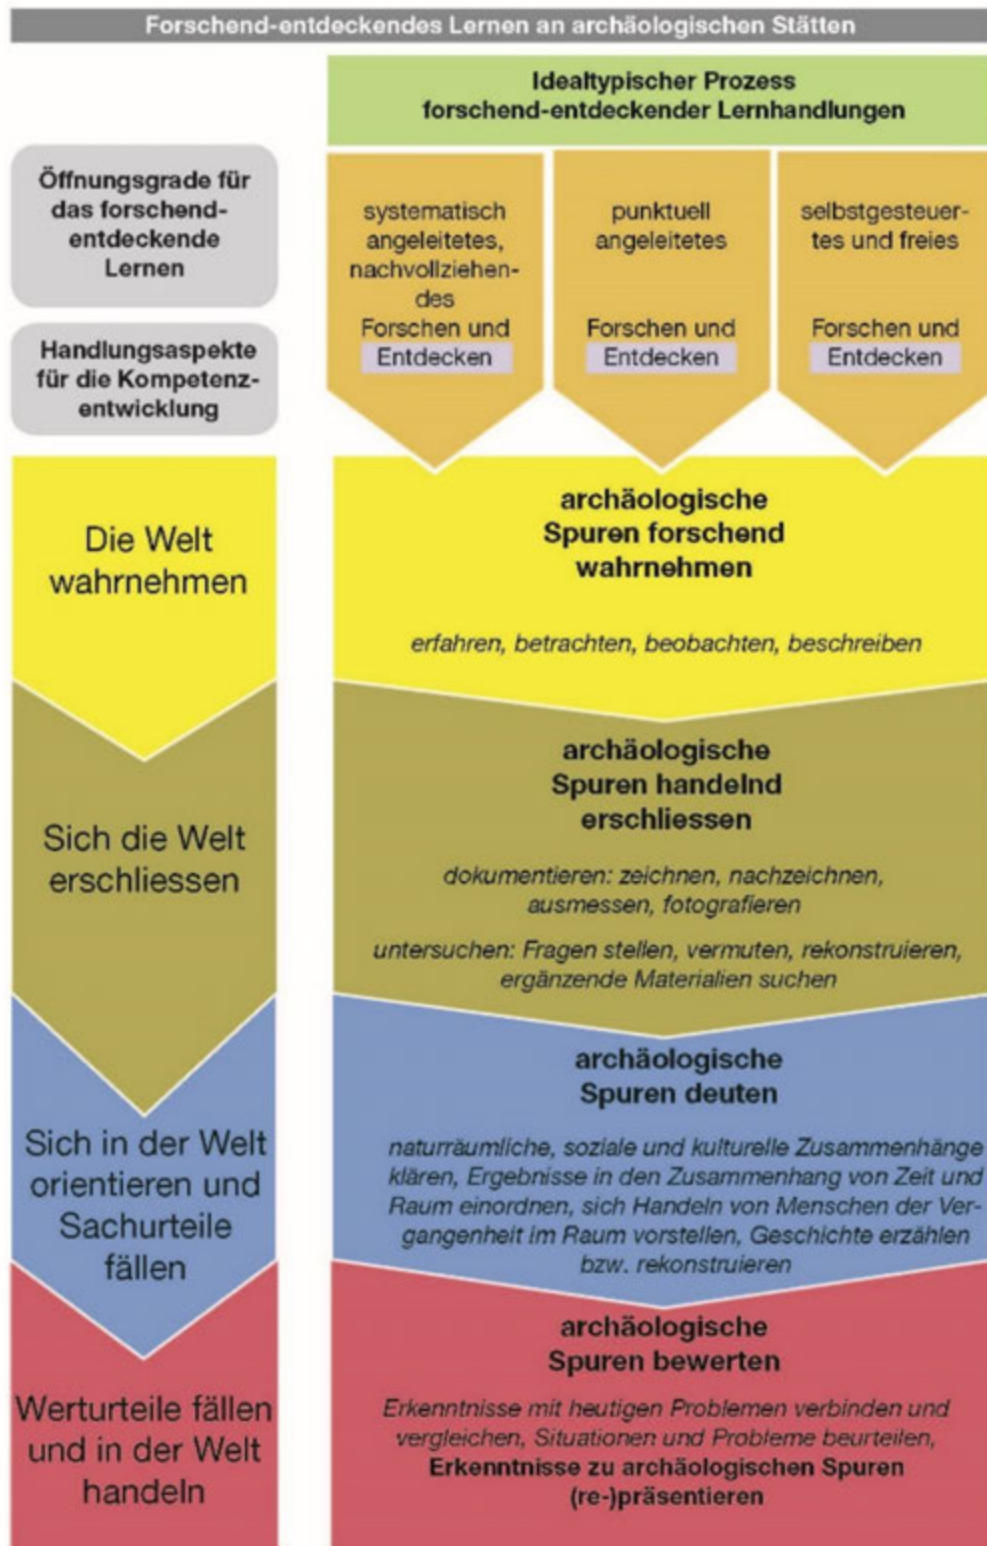 Forschend-entdeckendes Lernen an archäologischen Stätten
Idealtypischer Prozess
forschend-entdeckender Lernhandlungen
Öffnungsgrade für
das forschend-
entdeckende
Lernen
systematisch
angeleitetes,
nachvollziehen-
des
Forschen und
Entdecken
punktuell
angeleitetes
Forschen und
Entdecken
selbstgesteuer-
tes und freies
Forschen und
Entdecken
Handlungsaspekte
für die Kompetenz-
entwicklung
Die Welt
wahrnehmen
archäologische
Spuren forschend
wahrnehmen
erfahren, betrachten, beobachten, beschreiben
Sich die Welt
erschliessen
archäologische
Spuren handelnd
erschliessen
dokumentieren: zeichnen, nachzeichnen,
ausmessen, fotografieren
untersuchen: Fragen stellen, vermuten, rekonstruieren,
ergänzende Materialien suchen
Sich in der Welt
orientieren und
Sachurteile
fällen
archäologische
Spuren deuten
naturräumliche, soziale und kulturelle Zusammenhänge
klären, Ergebnisse in den Zusammenhang von Zeit und
Raum einordnen, sich Handeln von Menschen der Ver-
gangenheit im Raum vorstellen, Geschichte erzählen
bzw. rekonstruieren
Werturteile fällen
und in der Welt
handeln
archäologische
Spuren bewerten
Erkenntnisse mit heutigen Problemen verbinden und
vergleichen, Situationen und Probleme beurteilen,
Erkenntnisse zu archäologischen Spuren
(re-)präsentieren